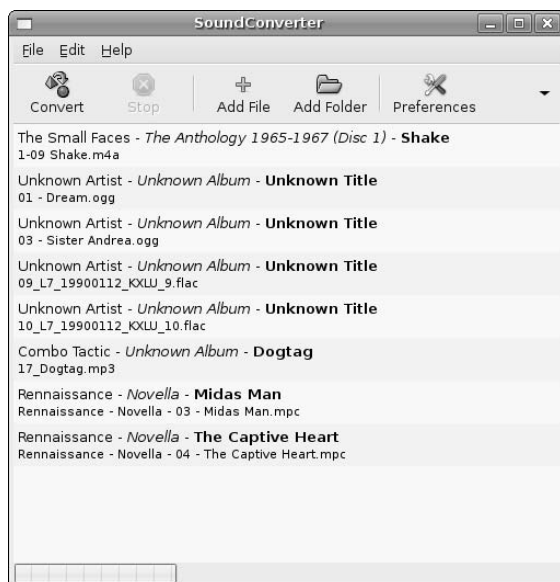 SoundConverter
File Edit Help
Convert Stop Add File Add Folder Preferences
The Small Faces - The Anthology 1965-1967 (Disc 1) - Shake
1-09 Shake.m4a
Unknown Artist - Unknown Album - Unknown Title
01 - Dream.ogg
Unknown Artist - Unknown Album - Unknown Title
03 - Sister Andrea.ogg
Unknown Artist - Unknown Album - Unknown Title
09_L7_19900112_KXLU_9.flac
Unknown Artist - Unknown Album - Unknown Title
10_L7_19900112_KXLU_10.flac
Combo Tactic - Unknown Album - Dogtag
17_Dogtag.mp3
Rennaissance - Novella - Midas Man
Rennaissance - Novella - 03 - Midas Man.mpc
Rennaissance - Novella - The Captive Heart
Rennaissance - Novella - 04 - The Captive Heart.mpc